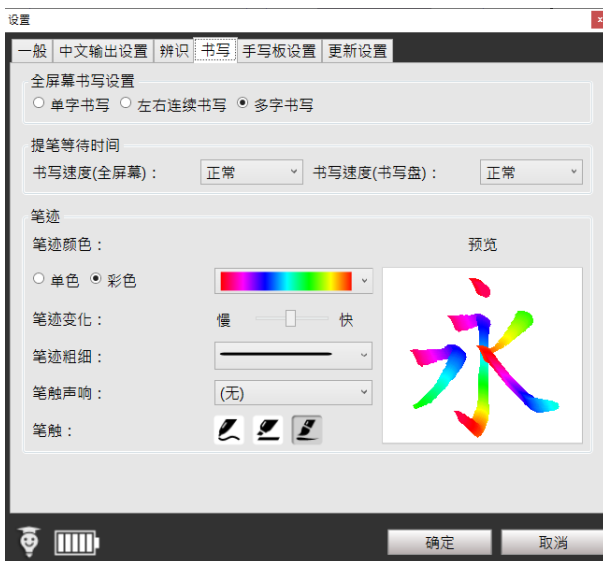 设置
x
一般 中文输出设置 辨识 书写 手写板设置 更新设置
全屏幕书写设置
单字书写 左右连续书写 多字书写
提笔等待时间
书写速度(全屏幕)： 正常 书写速度(书写盘)： 正常
笔迹
笔迹颜色： 预览
单色 彩色
笔迹变化： 慢 快
笔迹粗细：
笔触声响： (无)
笔触：
永
确定 取消